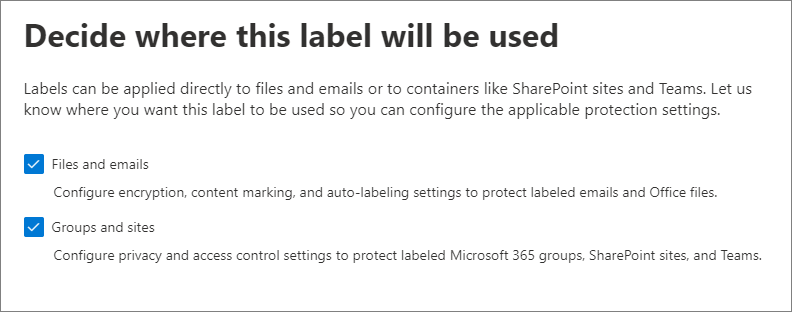 Decide where this label will be used
Labels can be applied directly to files and emails or to containers like SharePoint sites and Teams. Let us
know where you want this label to be used so you can configure the applicable protection settings.
Files and emails
Configure encryption, content marking, and auto-labeling settings to protect labeled emails and Office files.
Groups and sites
Configure privacy and access control settings to protect labeled Microsoft 365 groups, SharePoint sites, and Teams.